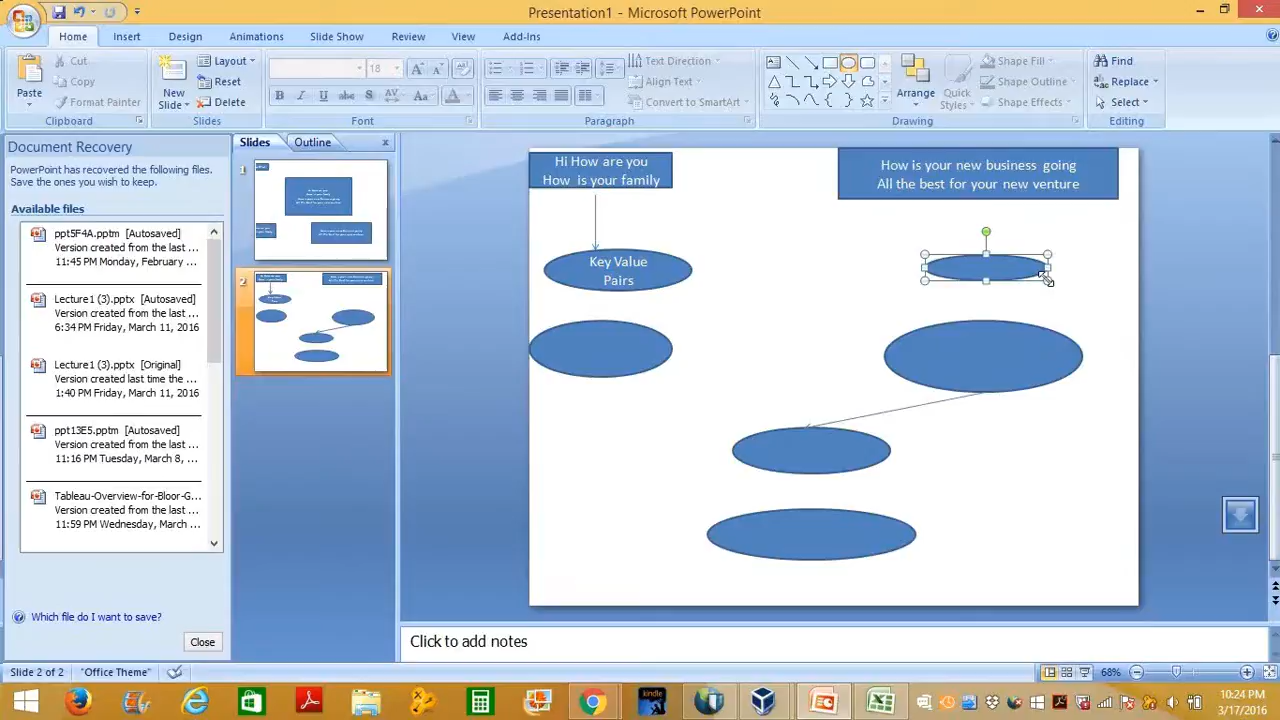 Presentation1 - Microsoft PowerPoint
Home Insert Design Animations Slide Show Review View Add-Ins
Paste
Cut
Copy
Format Painter
Clipboard
New Slide
Layout
Reset
Delete
Slides
18
B I U abc S AV Aa A
Font
Text Direction
Align Text
Convert to SmartArt
Paragraph
Arrange
Quick Styles
Shape Fill
Shape Outline
Shape Effects
Drawing
Find
Replace
Select
Editing
Document Recovery
PowerPoint has recovered the following files.
Save the ones you wish to keep.
Available files
ppt5F4A.pptm [Autosaved]
Version created from the last ...
11:45 PM Monday, February ...
Lecture1 (3).pptx [Autosaved]
Version created from the last ...
6:34 PM Friday, March 11, 2016
Lecture1 (3).pptx [Original]
Version created last time the ...
1:40 PM Friday, March 11, 2016
ppt13E5.pptm [Autosaved]
Version created from the last ...
11:16 PM Tuesday, March 8, ...
Tableau-Overview-for-Bloor-G...
Version created from the last ...
11:59 PM Wednesday, March ...
Which file do I want to save?
Close
Slides Outline
1
2
Hi How are you
How is your family
How is your new business going
All the best for your new venture
Key Value
Pairs
Click to add notes
Slide 2 of 2
"Office Theme"
68%
kindle
10:24 PM
3/17/2016